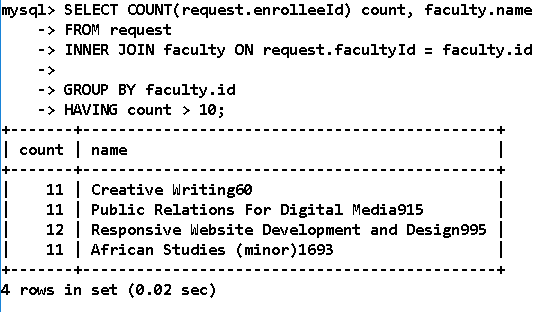 mysql> SELECT COUNT(request.enrolleeId) count, faculty.name
    -> FROM request
    -> INNER JOIN faculty ON request.facultyId = faculty.id
    ->
    -> GROUP BY faculty.id
    -> HAVING count > 10;
+-------+-------------------------------------------+
| count | name                                      |
+-------+-------------------------------------------+
|    11 | Creative Writing60                        |
|    11 | Public Relations For Digital Media915     |
|    12 | Responsive Website Development and Design995 |
|    11 | African Studies (minor)1693               |
+-------+-------------------------------------------+
4 rows in set (0.02 sec)